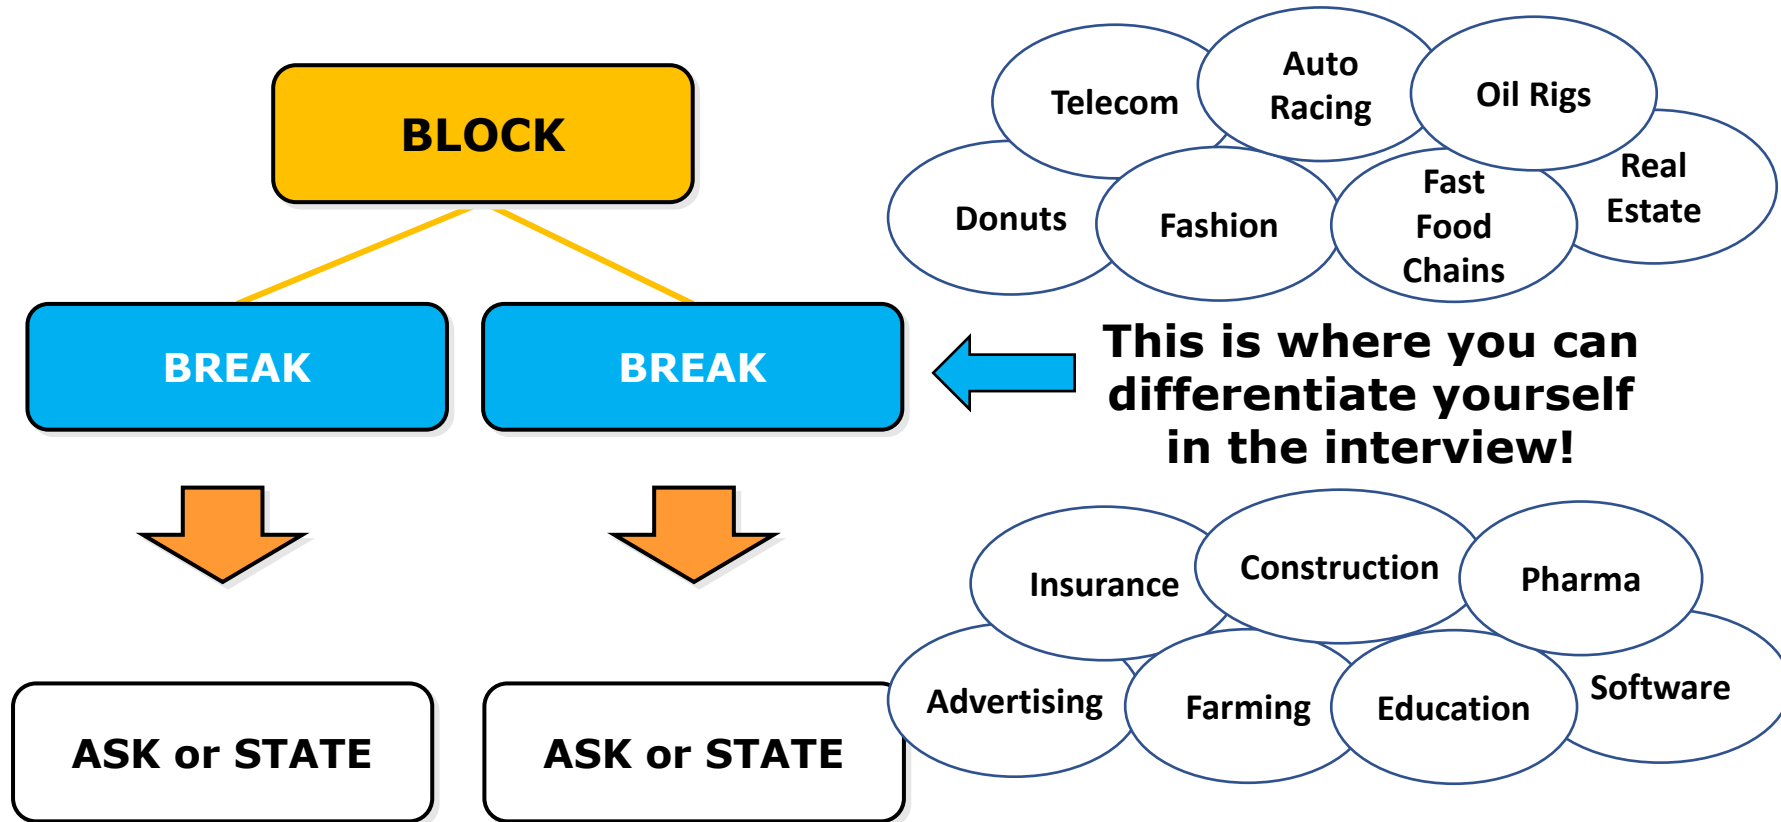 BLOCK
BREAK
BREAK
ASK or STATE
ASK or STATE
Telecom
Auto
Racing
Oil Rigs
Real
Estate
Donuts
Fashion
Fast
Food
Chains
This is where you can
differentiate yourself
in the interview!
Insurance
Construction
Pharma
Advertising
Farming
Education
Software